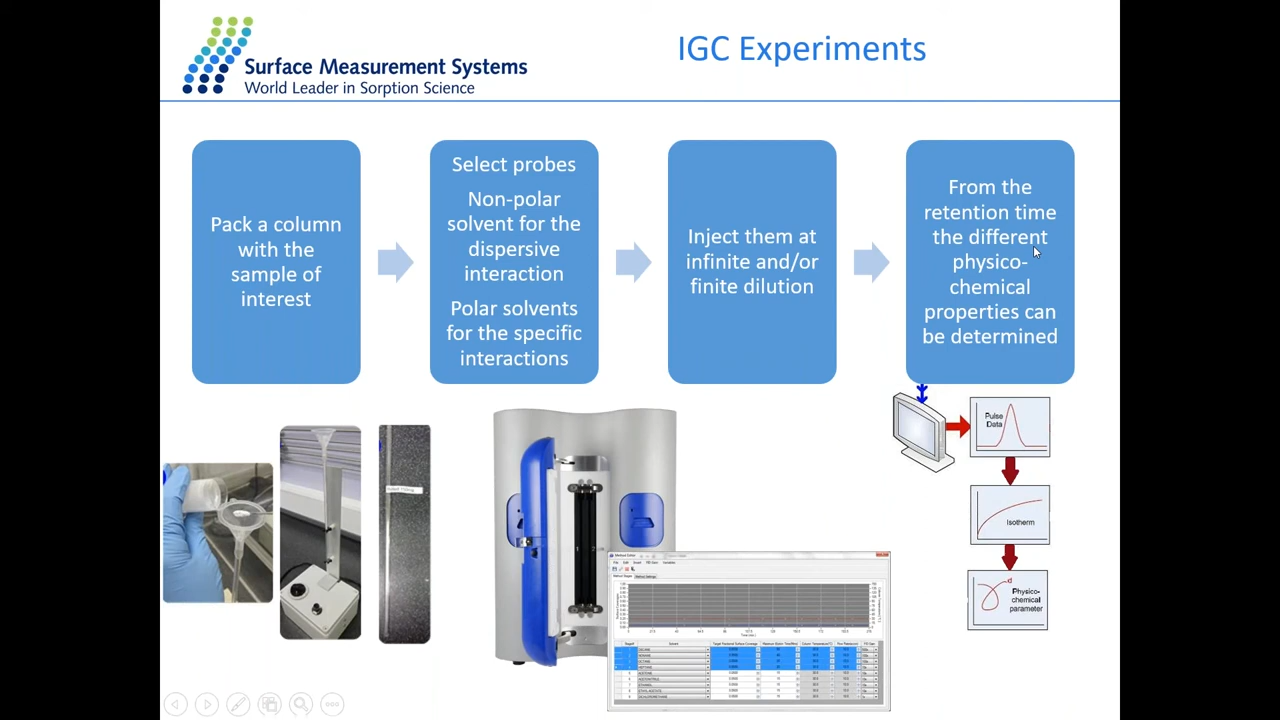 Surface Measurement Systems
World Leader in Sorption Science
IGC Experiments
Pack a column
with the
sample of
interest
Select probes
Non-polar
solvent for the
dispersive
interaction
Polar solvents
for the specific
interactions
Inject them at
infinite and/or
finite dilution
From the
retention time
the different
physico-
chemical
properties can
be determined
Pulse
Data
Isotherm
Physico-
chemical
parameter
Method Editor